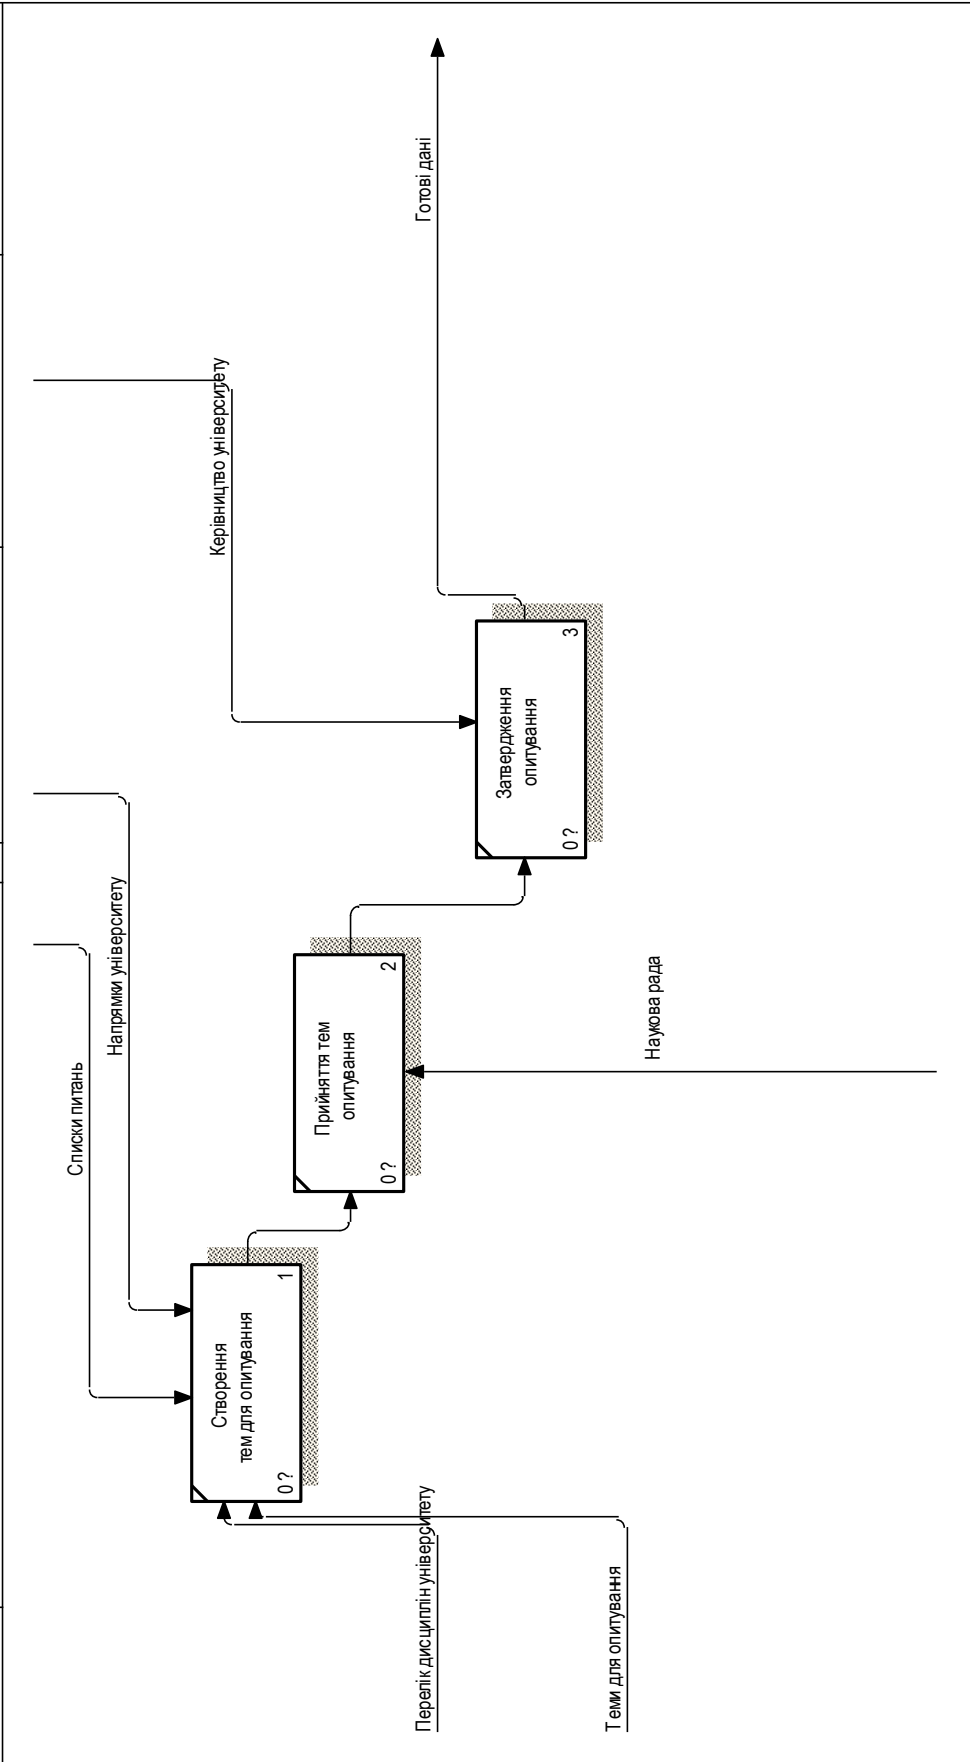 Списки питань
Напрямки університету
Керівництво університету
Готові дані
Створення
тем для опитування
0 ?
1
Прийняття тем
опитування
0 ?
2
Затвердження
опитування
0 ?
3
Перелік дисциплін університету
Теми для опитування
Наукова рада